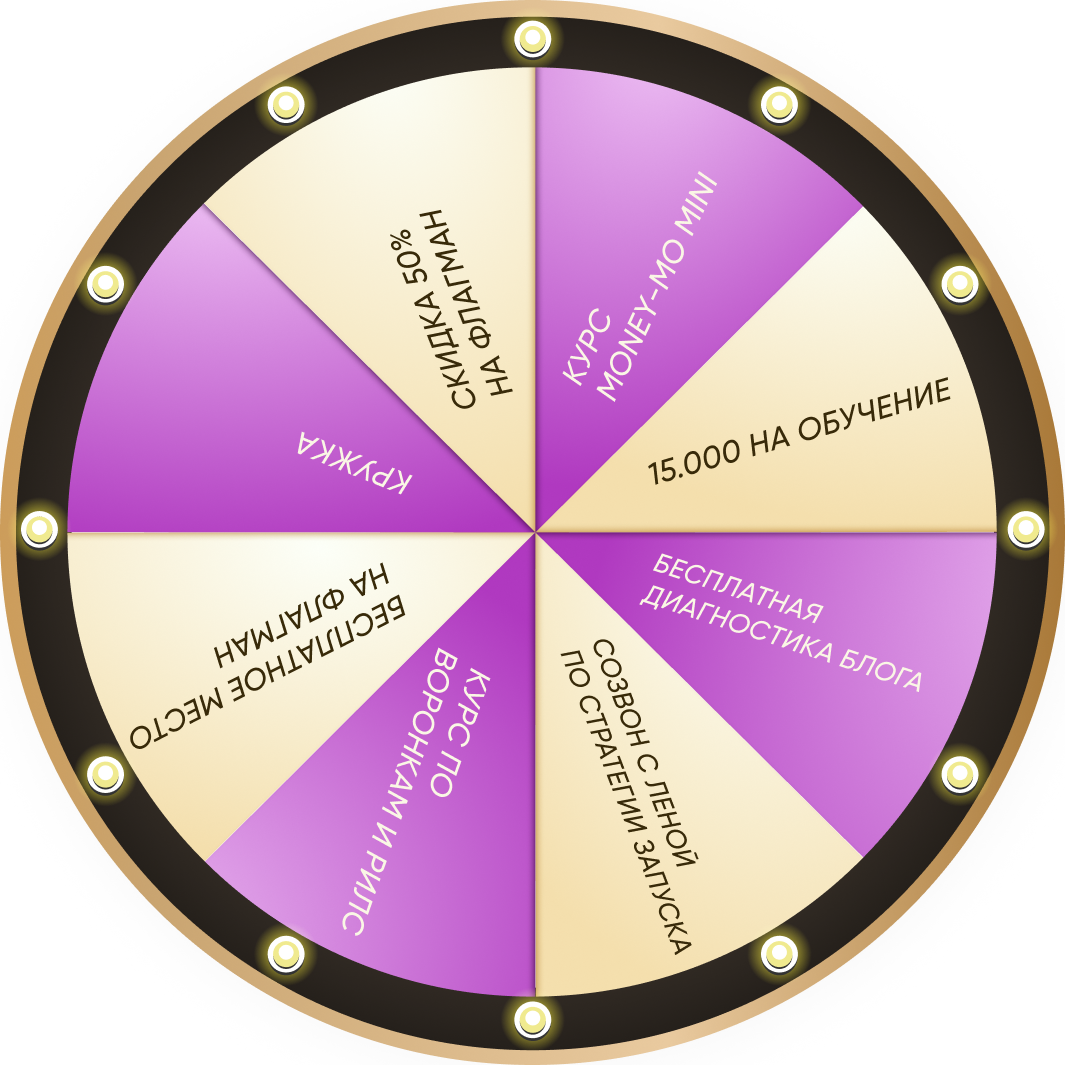 КУРС
MONEY-MO MINI
15.000 НА ОБУЧЕНИЕ
БЕСПЛАТНАЯ
ДИАГНОСТИКА БЛОГА
СОЗВОН С ЛЕНОЙ
ПО СТРАТЕГИИ ЗАПУСКА
КУРС ПО
ВОРОНКАМ И РИЛС
БЕСПЛАТНОЕ МЕСТО
НА ФЛАГМАН
КРУЖКА
СКИДКА 50%
НА ФЛАГМАН